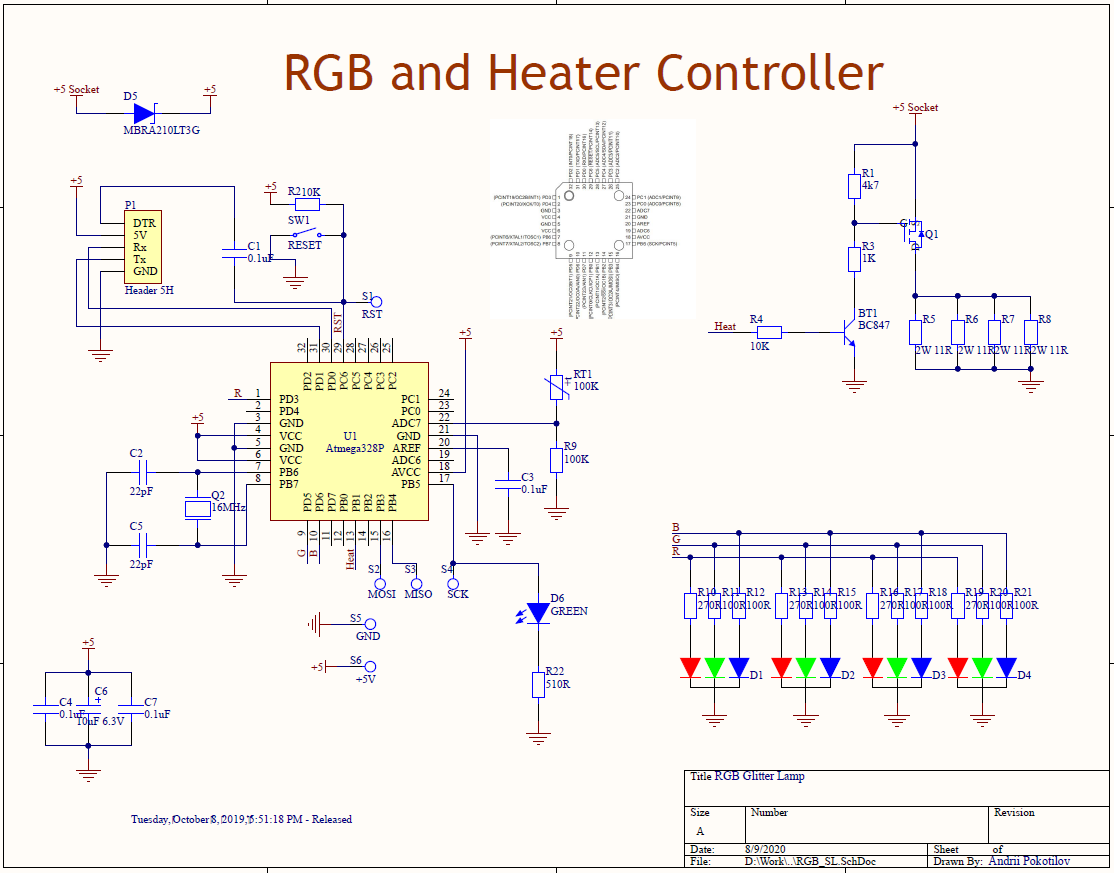 RGB and Heater Controller
+5 Socket
D5
+5
MBRA210LT3G
+5 Socket
+5
P1
DTR
5V
Rx
Tx
GND
Header 5H
+5
R2 10K
SW1
RESET
C1
0.1uF
S1
RST
RST
32 31 30 29 28 27 26 25
PD2 PD1 PD0 PC6 PC5 PC4 PC3 PC2
R
1 PD3
2 PD4
3 GND
4 VCC
5 GND
6 VCC
7 PB6
8 PB7
U1
Atmega328P
PC1 24
PC0 23
ADC7 22
GND 21
AREF 20
ADC6 19
AVCC 18
PB5 17
PD5 PD6 PD7 PB0 PB1 PB2 PB3 PB4
9 10 11 12 13 14 15 16
G
B
Heat
+5
+5
RT1
+t
100K
R9
100K
C3
0.1uF
+5
C2
22pF
Q2
16MHz
C5
22pF
S2
MOSI
S3
MISO
S4
SCK
S5
GND
+5
S6
+5V
D6
GREEN
R22
510R
+5
C4
0.1uF
C6
+
10uF 6.3V
C7
0.1uF
R1
4k7
R3
1K
Q1
Heat
R4
10K
BT1
BC847
R5 R6 R7 R8
2W 11R 2W 11R 2W 11R 2W 11R
B
G
R
R10 R11 R12 R13 R14 R15 R16 R17 R18 R19 R20 R21
270R 100R 100R 270R 100R 100R 270R 100R 100R 270R 100R 100R
D1 D2 D3 D4
Tuesday, October 8, 2019, 5:51:18 PM - Released
Title RGB Glitter Lamp
Size
A
Number
Revision
Date: 8/9/2020
Sheet of
File: D:\Work\..\RGB_SL.SchDoc
Drawn By: Andrii Pokotilov